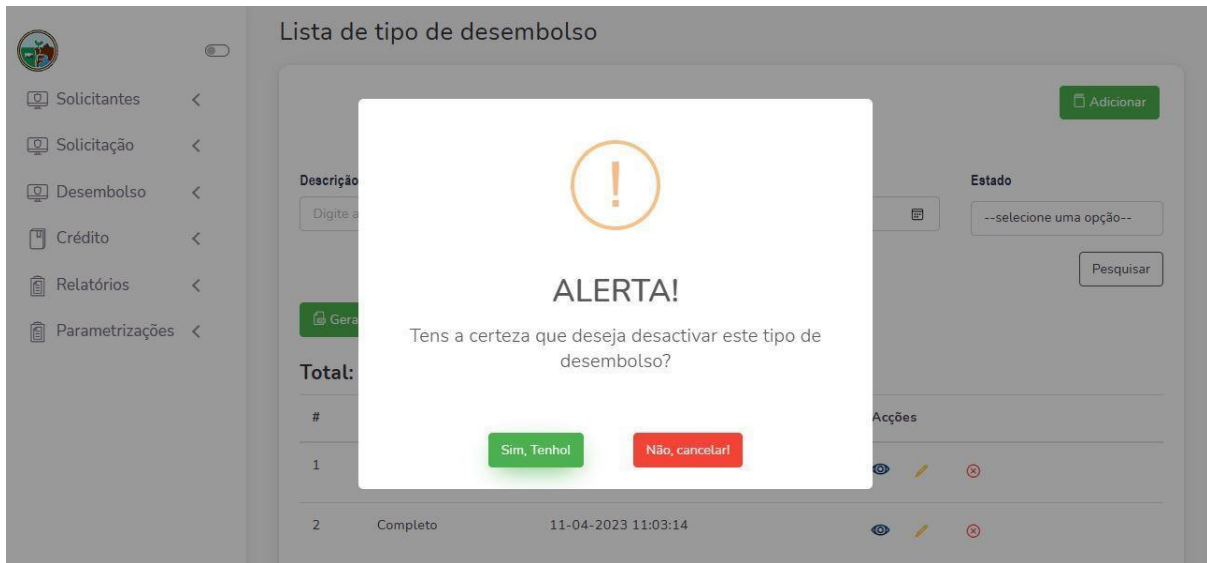 Lista de tipo de desembolso
Solicitantes
Solicitação
Desembolso
Crédito
Relatórios
Parametrizações
Adicionar
Descrição
Estado
Digite a
--selecione uma opção--
Pesquisar
Gera
Total:
#
Acções
1
2 Completo 11-04-2023 11:03:14
!
ALERTA!
Tens a certeza que deseja desactivar este tipo de
desembolso?
Sim, Tenho!
Não, cancelar!